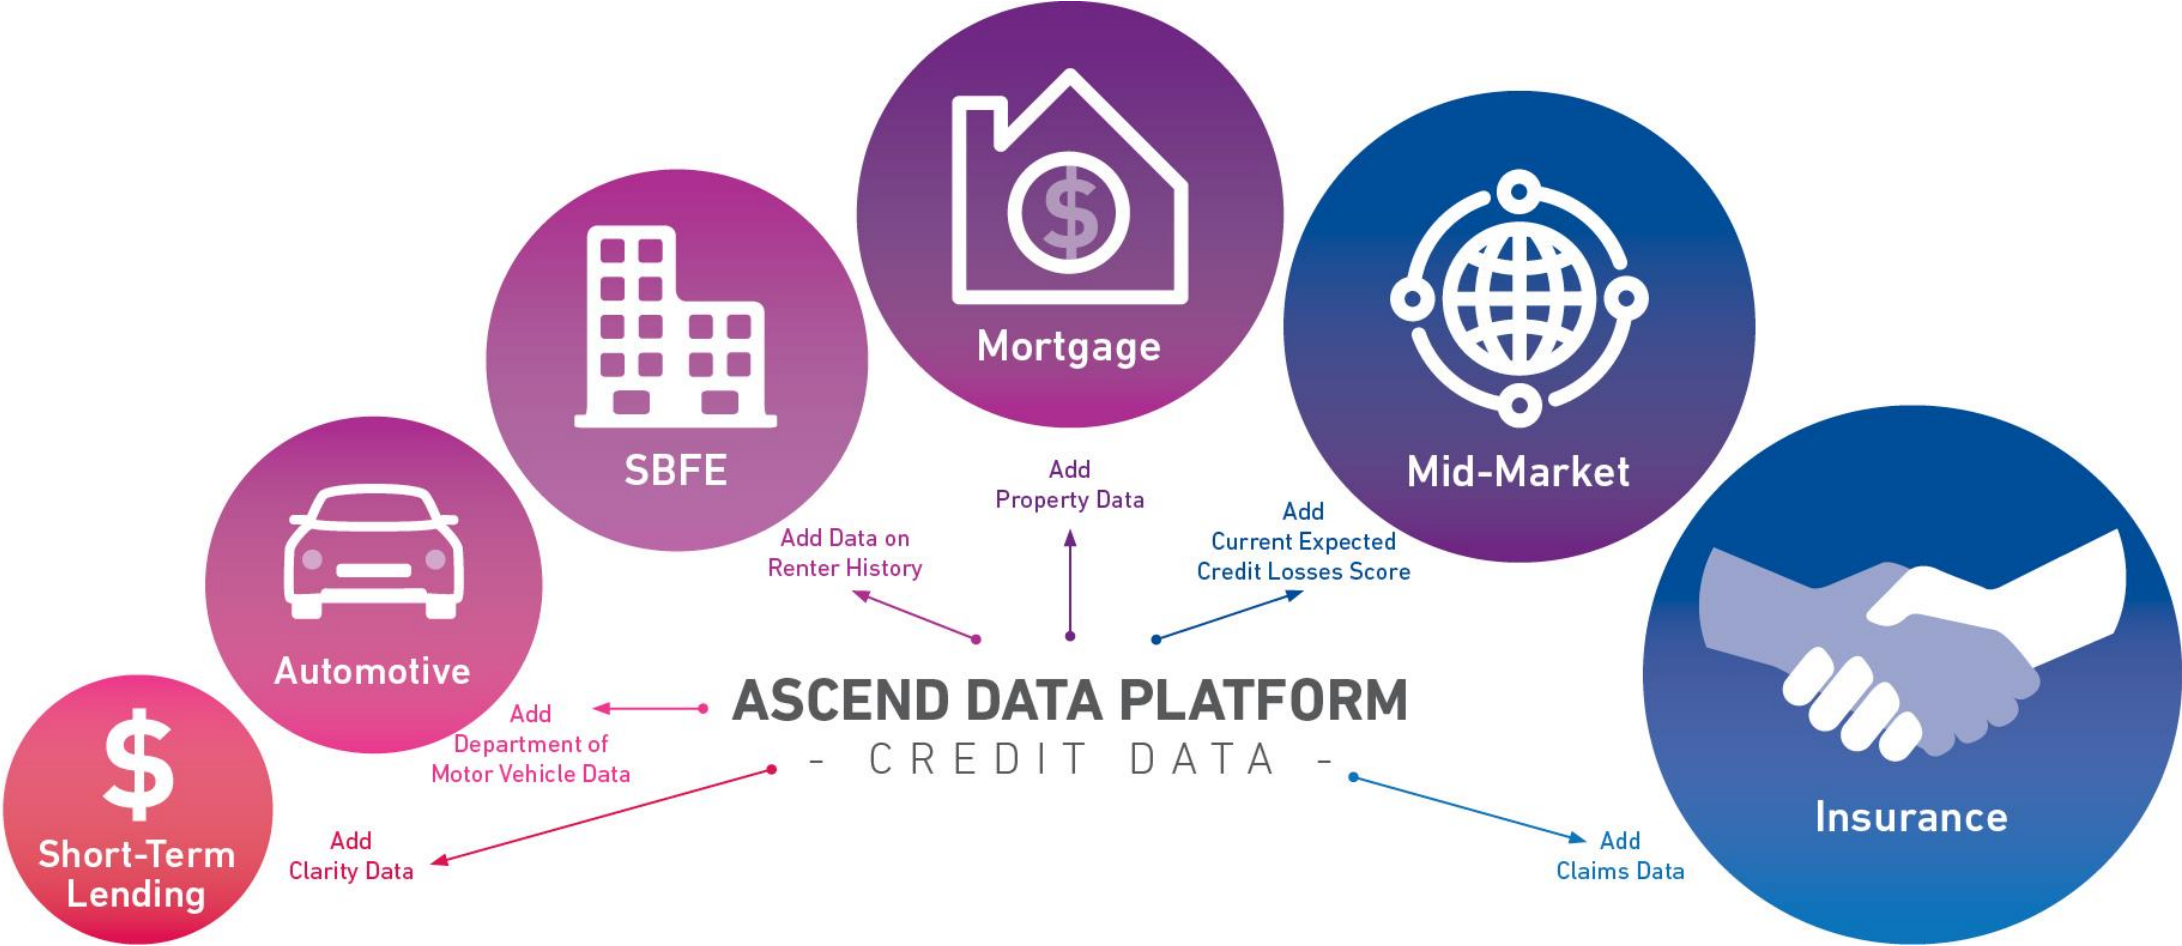 $
Mortgage
Mid-Market
SBFE
Add
Property Data
Add
Current Expected
Credit Losses Score
Add Data on
Renter History
Automotive
ASCEND DATA PLATFORM
- CREDIT DATA -
Add
Department of
Motor Vehicle Data
$
Short-Term
Lending
Add
Clarity Data
Insurance
Add
Claims Data